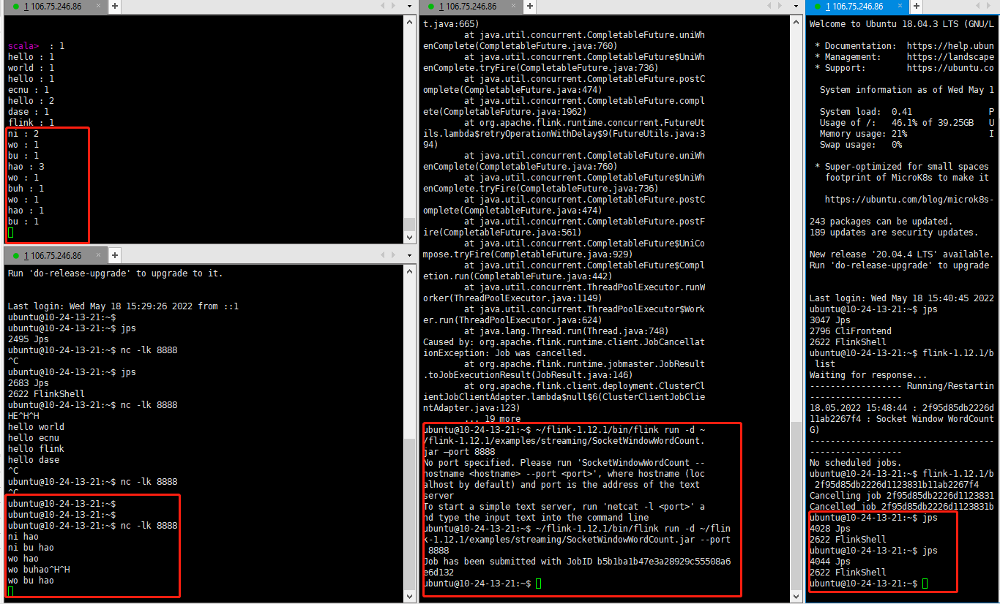 1 106.75.246.86
scala>  : 1
hello : 1
world : 1
hello : 1
ecnu : 1
hello : 2
dase : 1
flink : 1
ni : 2
wo : 1
bu : 1
hao : 3
wo : 1
buh : 1
wo : 1
hao : 1
bu : 1
1 106.75.246.86
Run 'do-release-upgrade' to upgrade to it.
Last login: Wed May 18 15:29:26 2022 from ::1
ubuntu@10-24-13-21:~$
ubuntu@10-24-13-21:~$ jps
2495 Jps
ubuntu@10-24-13-21:~$ nc -lk 8888
^C
ubuntu@10-24-13-21:~$ jps
2683 Jps
2622 FlinkShell
ubuntu@10-24-13-21:~$ nc -lk 8888
HE^H^H
hello world
hello ecnu
hello flink
hello dase
^C
ubuntu@10-24-13-21:~$ nc -lk 8888
^C
ubuntu@10-24-13-21:~$
ubuntu@10-24-13-21:~$
ubuntu@10-24-13-21:~$ nc -lk 8888
ni hao
ni bu hao
wo hao
wo buhao^H^H
wo bu hao
1 106.75.246.86
t.java:665)
at java.util.concurrent.CompletableFuture.uniWh
enComplete(CompletableFuture.java:760)
at java.util.concurrent.CompletableFuture$UniWh
enComplete.tryFire(CompletableFuture.java:736)
at java.util.concurrent.CompletableFuture.postC
omplete(CompletableFuture.java:474)
at java.util.concurrent.CompletableFuture.compl
ete(CompletableFuture.java:1962)
at org.apache.flink.runtime.concurrent.FutureUt
ils.lambda$retryOperationWithDelay$9(FutureUtils.java:3
94)
at java.util.concurrent.CompletableFuture.uniWh
enComplete(CompletableFuture.java:760)
at java.util.concurrent.CompletableFuture$UniWh
enComplete.tryFire(CompletableFuture.java:736)
at java.util.concurrent.CompletableFuture.postC
omplete(CompletableFuture.java:474)
at java.util.concurrent.CompletableFuture.postF
ire(CompletableFuture.java:561)
at java.util.concurrent.CompletableFuture$UniCo
mpose.tryFire(CompletableFuture.java:929)
at java.util.concurrent.CompletableFuture$Compl
etion.run(CompletableFuture.java:442)
at java.util.concurrent.ThreadPoolExecutor.runW
orker(ThreadPoolExecutor.java:1149)
at java.util.concurrent.ThreadPoolExecutor$Work
er.run(ThreadPoolExecutor.java:624)
at java.lang.Thread.run(Thread.java:748)
Caused by: org.apache.flink.runtime.client.JobCancellat
ionException: Job was cancelled.
at org.apache.flink.runtime.jobmaster.JobResult
.toJobExecutionResult(JobResult.java:146)
at org.apache.flink.client.deployment.ClusterCl
ientJobClientAdapter.lambda$null$6(ClusterClientJobClie
ntAdapter.java:123)
... 19 more
ubuntu@10-24-13-21:~$ ~/flink-1.12.1/bin/flink run -d ~
/flink-1.12.1/examples/streaming/SocketWindowWordCount.
jar —port 8888
No port specified. Please run 'SocketWindowWordCount --
hostname <hostname> --port <port>', where hostname (loc
alhost by default) and port is the address of the text
server
To start a simple text server, run 'netcat -l <port>' a
nd type the input text into the command line
ubuntu@10-24-13-21:~$ ~/flink-1.12.1/bin/flink run -d ~/flin
k-1.12.1/examples/streaming/SocketWindowWordCount.jar --port
8888
Job has been submitted with JobID b5b1ba1b47e3a28929c55508a6
e6d132
ubuntu@10-24-13-21:~$
1 106.75.246.86
Welcome to Ubuntu 18.04.3 LTS (GNU/L
* Documentation:  https://help.ubun
* Management:     https://landscape
* Support:        https://ubuntu.co
System information as of Wed May 1
System load:  0.41               P
Usage of /:   46.1% of 39.25GB   U
Memory usage: 21%                I
Swap usage:   0%
* Super-optimized for small spaces
footprint of MicroK8s to make it
https://ubuntu.com/blog/microk8s-
243 packages can be updated.
189 updates are security updates.
New release '20.04.4 LTS' available.
Run 'do-release-upgrade' to upgrade
Last login: Wed May 18 15:40:45 2022
ubuntu@10-24-13-21:~$ jps
3047 Jps
2796 CliFrontend
2622 FlinkShell
ubuntu@10-24-13-21:~$ flink-1.12.1/b
list
Waiting for response...
------------------ Running/Restartin
------------------
18.05.2022 15:48:44 : 2f95d85db2226d
11ab2267f4 : Socket Window WordCount
G)
------------------------------------
------------------
No scheduled jobs.
ubuntu@10-24-13-21:~$ flink-1.12.1/b
2f95d85db2226d1123831b11ab2267f4
Cancelling job 2f95d85db2226d1123831
Cancelled job 2f95d85db2226d1123831b
ubuntu@10-24-13-21:~$ jps
4028 Jps
2622 FlinkShell
ubuntu@10-24-13-21:~$ jps
4044 Jps
2622 FlinkShell
ubuntu@10-24-13-21:~$